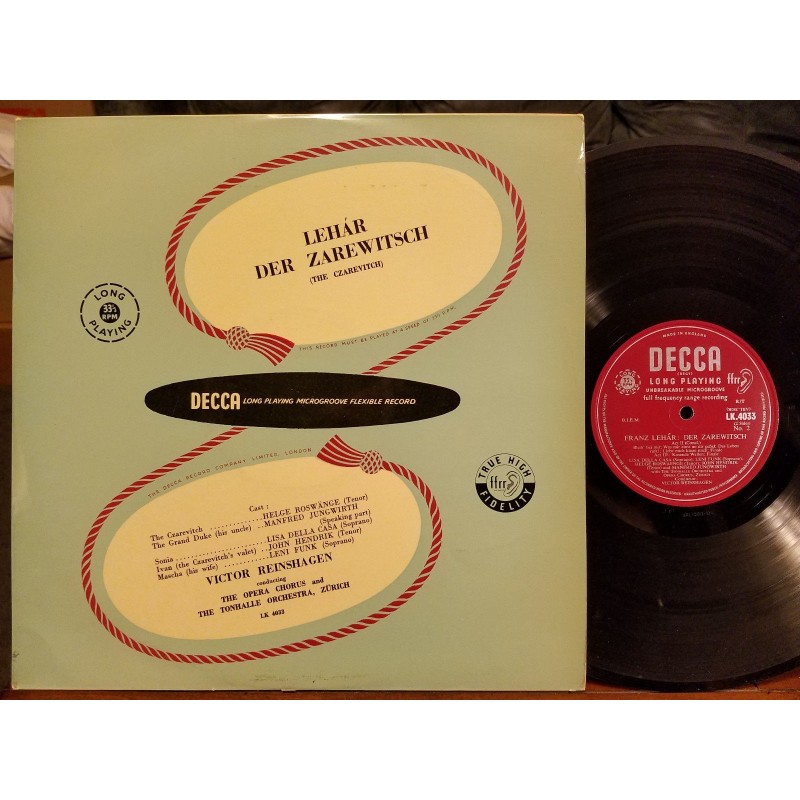 LEHÁR
DER ZAREWITSCH
(THE CZAREVITCH)
LONG
33⅓
RPM
PLAYING
THIS RECORD MUST BE PLAYED AT A SPEED OF 33⅓ R.P.M.
DECCA LONG PLAYING MICROGROOVE FLEXIBLE RECORD
THE DECCA RECORD COMPANY, LIMITED, LONDON
TRUE HIGH
ffrr
FIDELITY
Cast :
The Czarevitch ............HELGE ROSWÄNGE (Tenor)
The Grand Duke (his uncle) ..MANFRED JUNGWIRTH
(Speaking part)
Sonia ......................LISA DELLA CASA (Soprano)
Ivan (the Czarevitch's valet) .JOHN HENDRIK (Tenor)
Mascha (his wife) ............LENI FUNK (Soprano)
VICTOR REINSHAGEN
conducting
THE OPERA CHORUS and
THE TONHALLE ORCHESTRA, ZÜRICH
LK 4033
MADE IN ENGLAND
DECCA
LONG PLAYING
UNBREAKABLE MICROGROOVE
full frequency range recording
ffrr
B.I.E.M.
LK.4033
No. 2
FRANZ LEHÁR: DER ZAREWITSCH
VICTOR REINSHAGEN